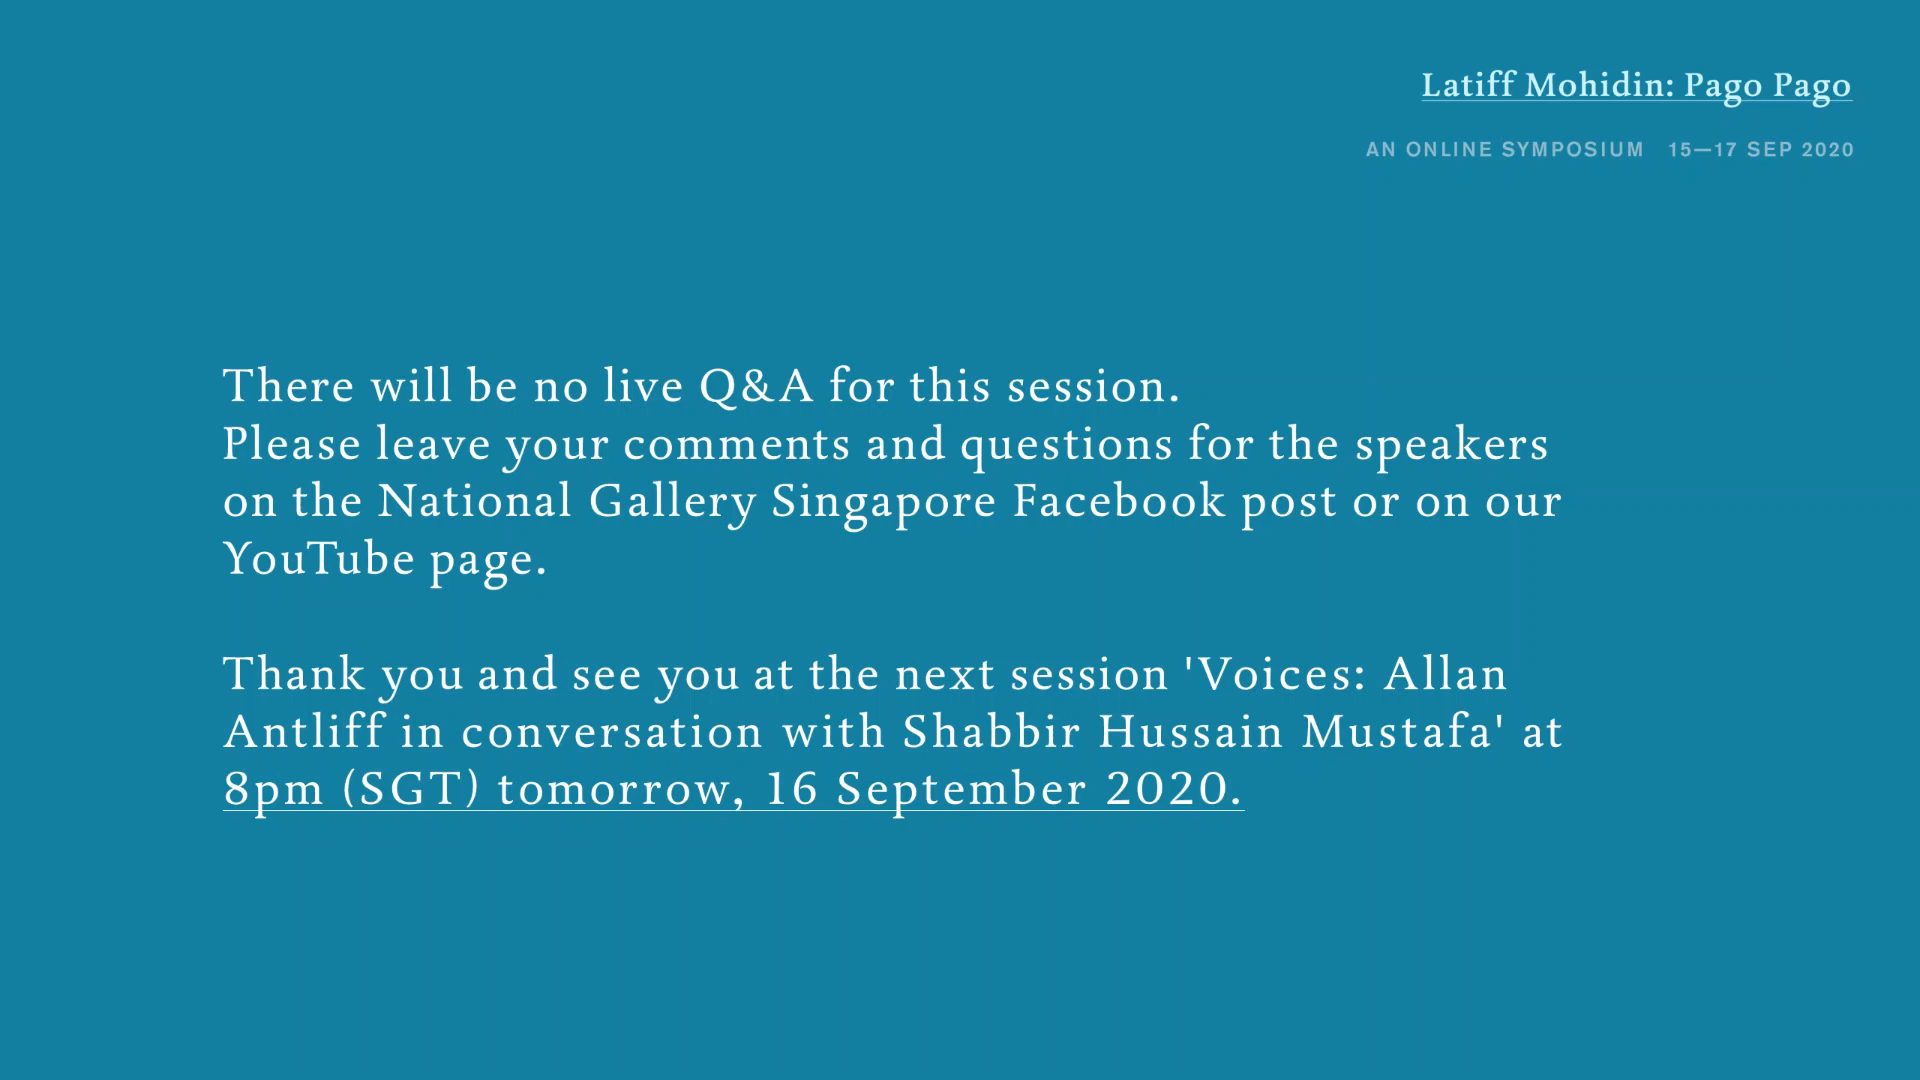 Latiff Mohidin: Pago Pago
AN ONLINE SYMPOSIUM 15—17 SEP 2020
There will be no live Q&A for this session.
Please leave your comments and questions for the speakers
on the National Gallery Singapore Facebook post or on our
YouTube page.
Thank you and see you at the next session 'Voices: Allan
Antliff in conversation with Shabbir Hussain Mustafa' at
8pm (SGT) tomorrow, 16 September 2020.